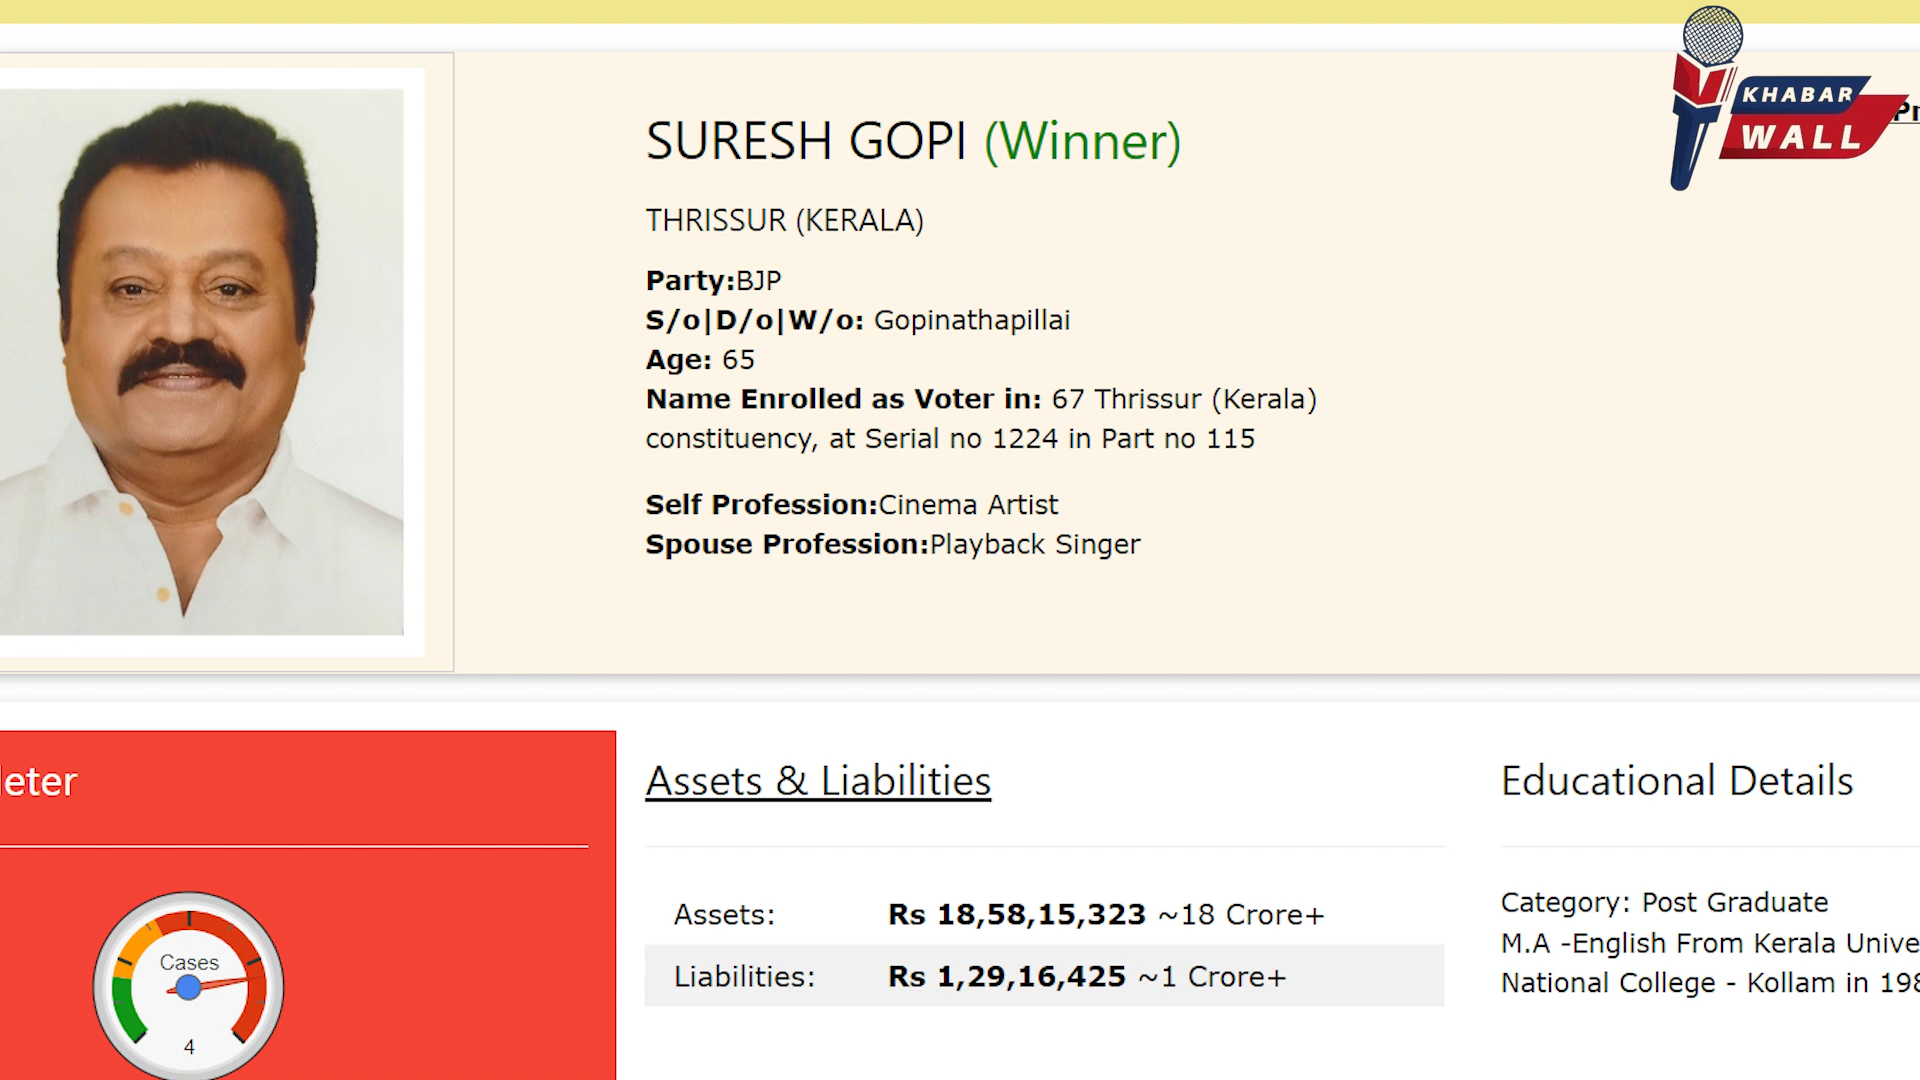 KHABAR
WALL
SURESH GOPI (Winner)
THRISSUR (KERALA)
Party:BJP
S/o|D/o|W/o: Gopinathapillai
Age: 65
Name Enrolled as Voter in: 67 Thrissur (Kerala)
constituency, at Serial no 1224 in Part no 115
Self Profession:Cinema Artist
Spouse Profession:Playback Singer
eter
Cases
4
Assets & Liabilities
Assets: Rs 18,58,15,323 ~18 Crore+
Liabilities: Rs 1,29,16,425 ~1 Crore+
Educational Details
Category: Post Graduate
M.A -English From Kerala Unive
National College - Kollam in 198